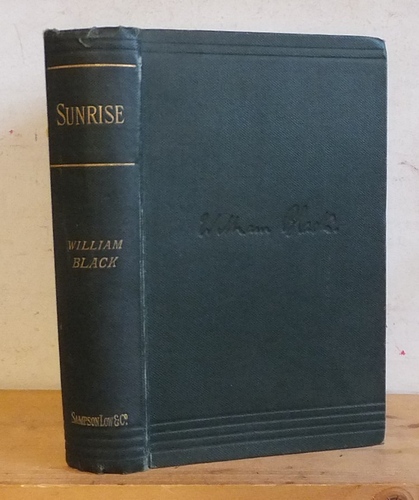 SUNRISE
WILLIAM
BLACK
SAMPSON LOW & Co.
William Black.